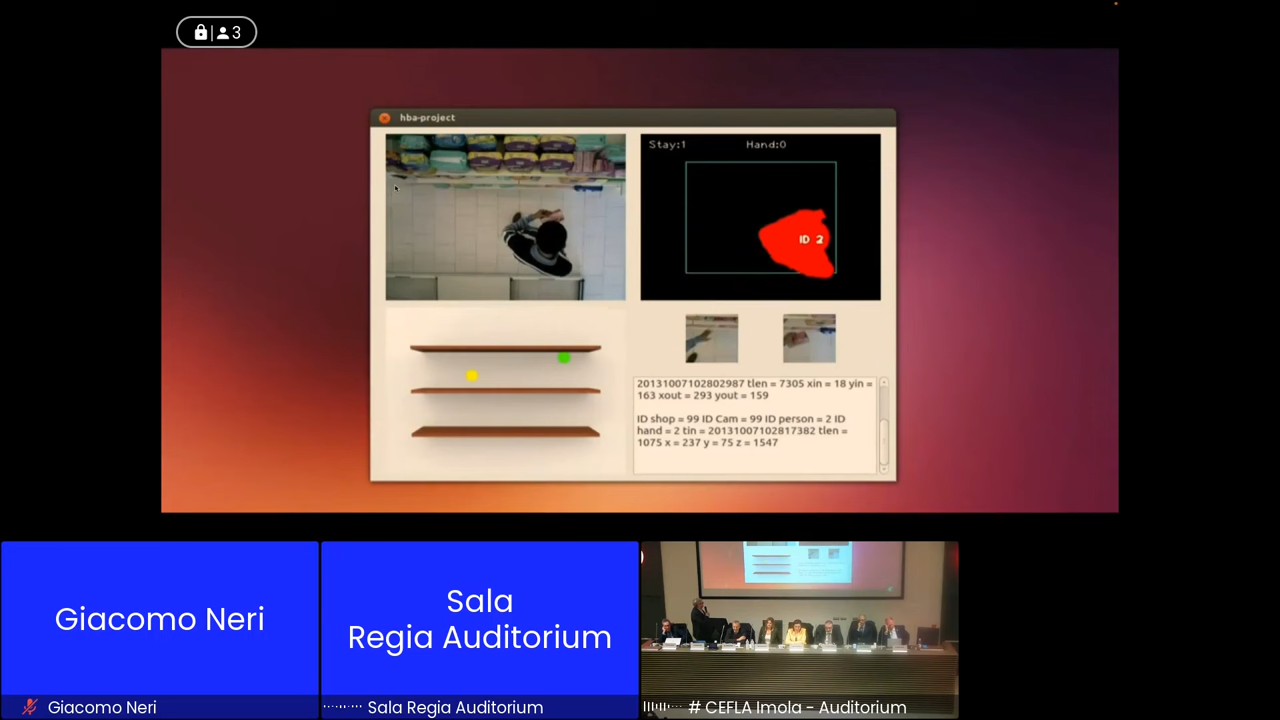 3
hba-project
Stay:1 Hand:0
ID 2
20131007102802987 tlen = 7305 xin = 18 yin =
163 xout = 293 yout = 159
ID shop = 99 ID Cam = 99 ID person = 2 ID
hand = 2 tin = 20131007102817382 tlen =
1075 x = 237 y = 75 z = 1547
Giacomo Neri
Sala
Regia Auditorium
Giacomo Neri
Sala Regia Auditorium
# CEFLA Imola - Auditorium